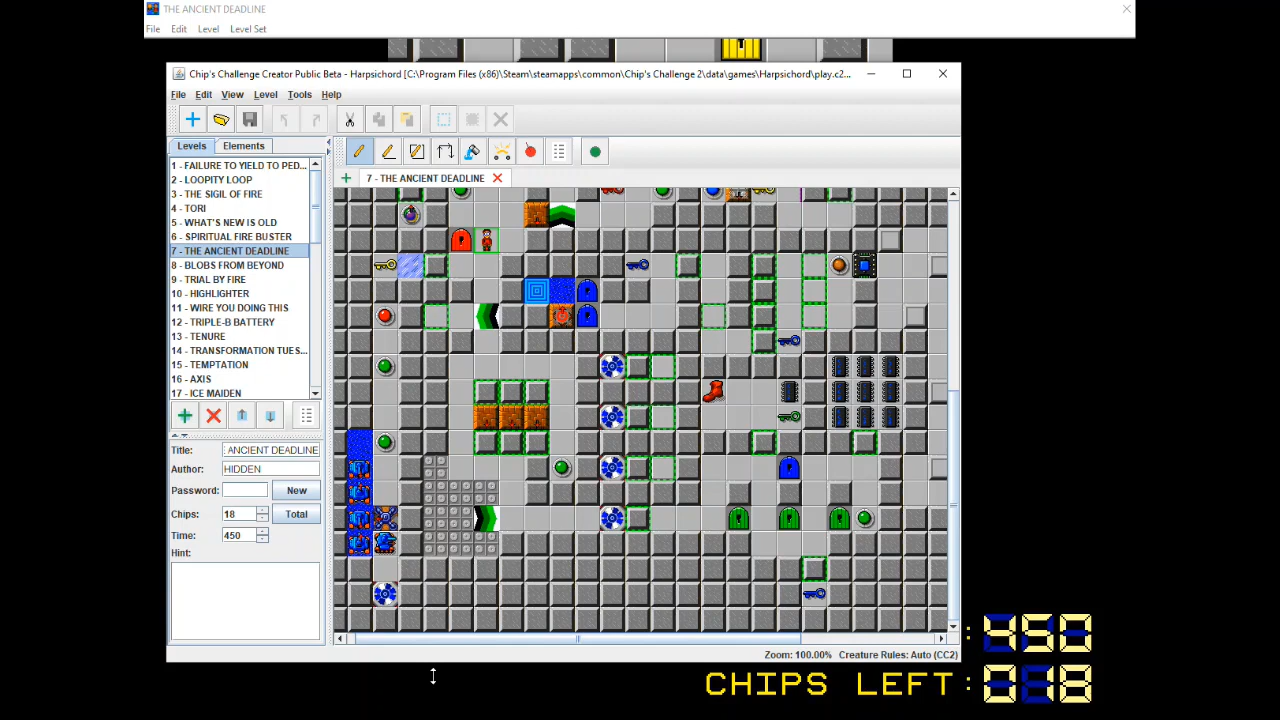 THE ANCIENT DEADLINE
File Edit Level Level Set
Chip's Challenge Creator Public Beta - Harpsichord [C:\Program Files (x86)\Steam\steamapps\common\Chip's Challenge 2\data\games\Harpsichord\play.c2...
File Edit View Level Tools Help
Levels Elements
7 - THE ANCIENT DEADLINE
1 - FAILURE TO YIELD TO PED...
2 - LOOPITY LOOP
3 - THE SIGIL OF FIRE
4 - TORI
5 - WHAT'S NEW IS OLD
6 - SPIRITUAL FIRE BUSTER
7 - THE ANCIENT DEADLINE
8 - BLOBS FROM BEYOND
9 - TRIAL BY FIRE
10 - HIGHLIGHTER
11 - WIRE YOU DOING THIS
12 - TRIPLE-B BATTERY
13 - TENURE
14 - TRANSFORMATION TUES...
15 - TEMPTATION
16 - AXIS
17 - ICE MAIDEN
Title: ANCIENT DEADLINE
Author: HIDDEN
Password: New
Chips: 18 Total
Time: 450
Hint:
Zoom: 100.00% Creature Rules: Auto (CC2)
: 450
CHIPS LEFT: 018